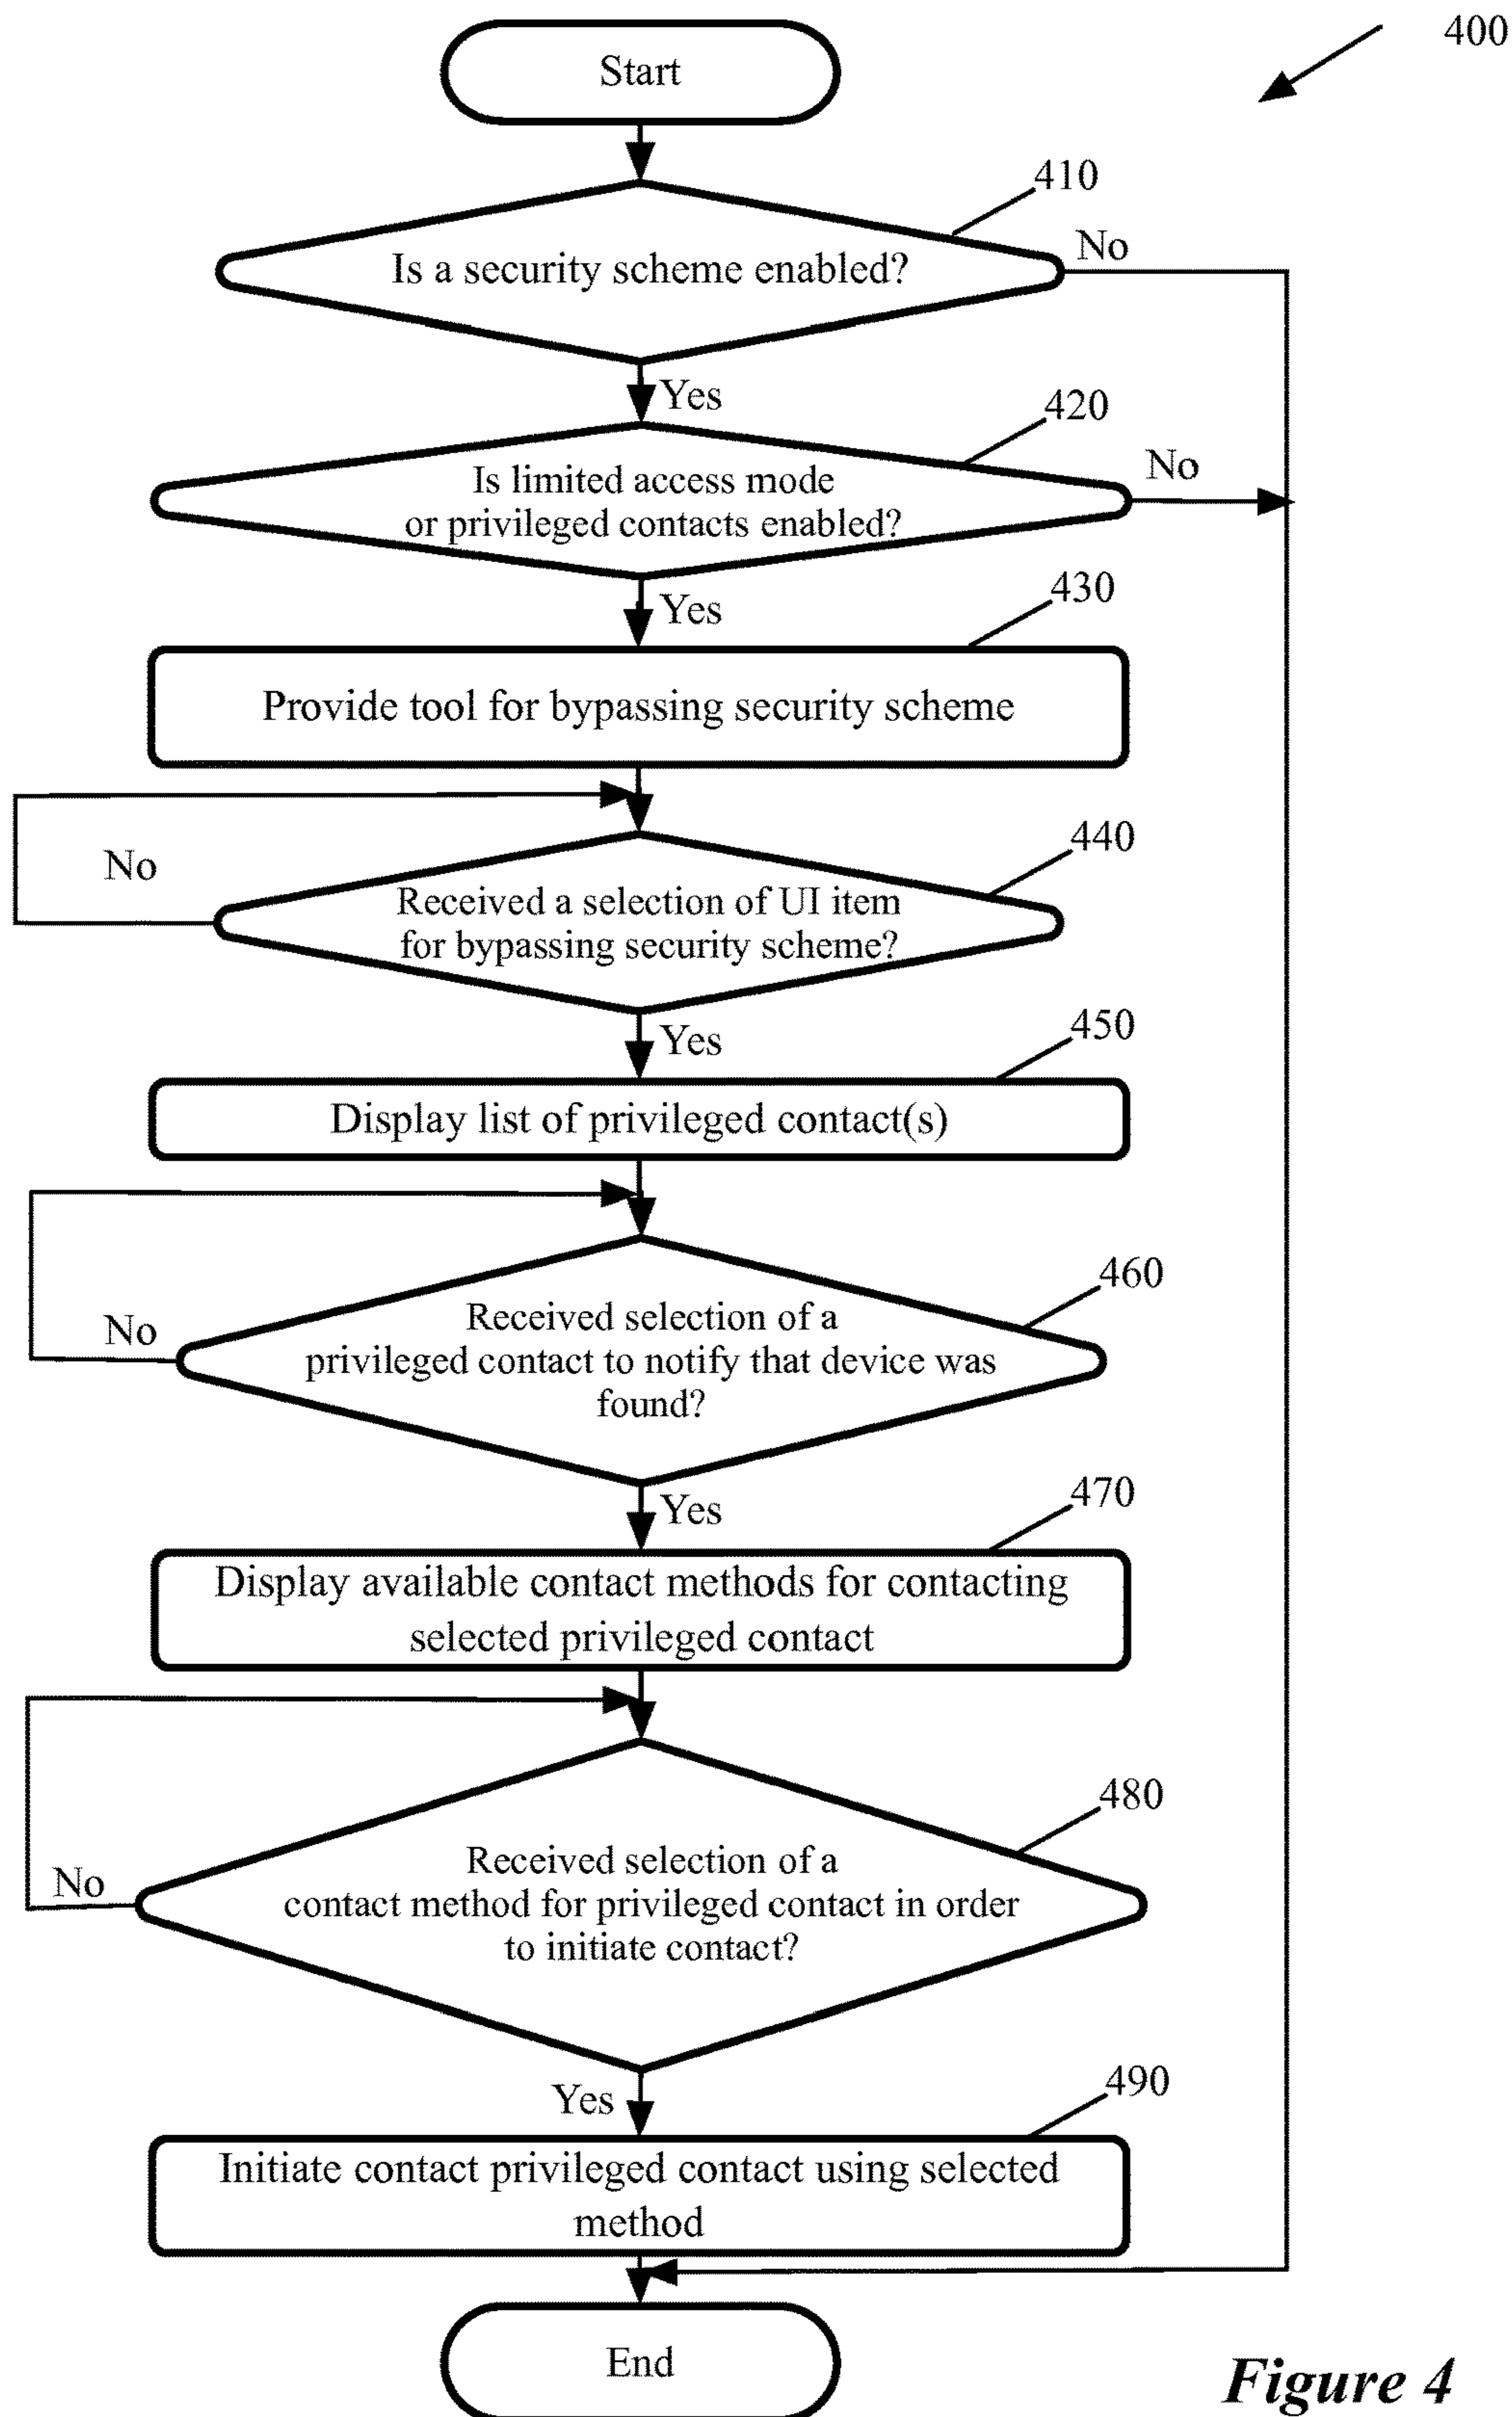 400
Start
410
Is a security scheme enabled?
No
Yes
420
Is limited access mode
or privileged contacts enabled?
No
Yes
430
Provide tool for bypassing security scheme
440
No
Received a selection of UI item
for bypassing security scheme?
Yes
450
Display list of privileged contact(s)
460
No
Received selection of a
privileged contact to notify that device was
found?
Yes
470
Display available contact methods for contacting
selected privileged contact
480
No
Received selection of a
contact method for privileged contact in order
to initiate contact?
Yes
490
Initiate contact privileged contact using selected
method
End
Figure 4